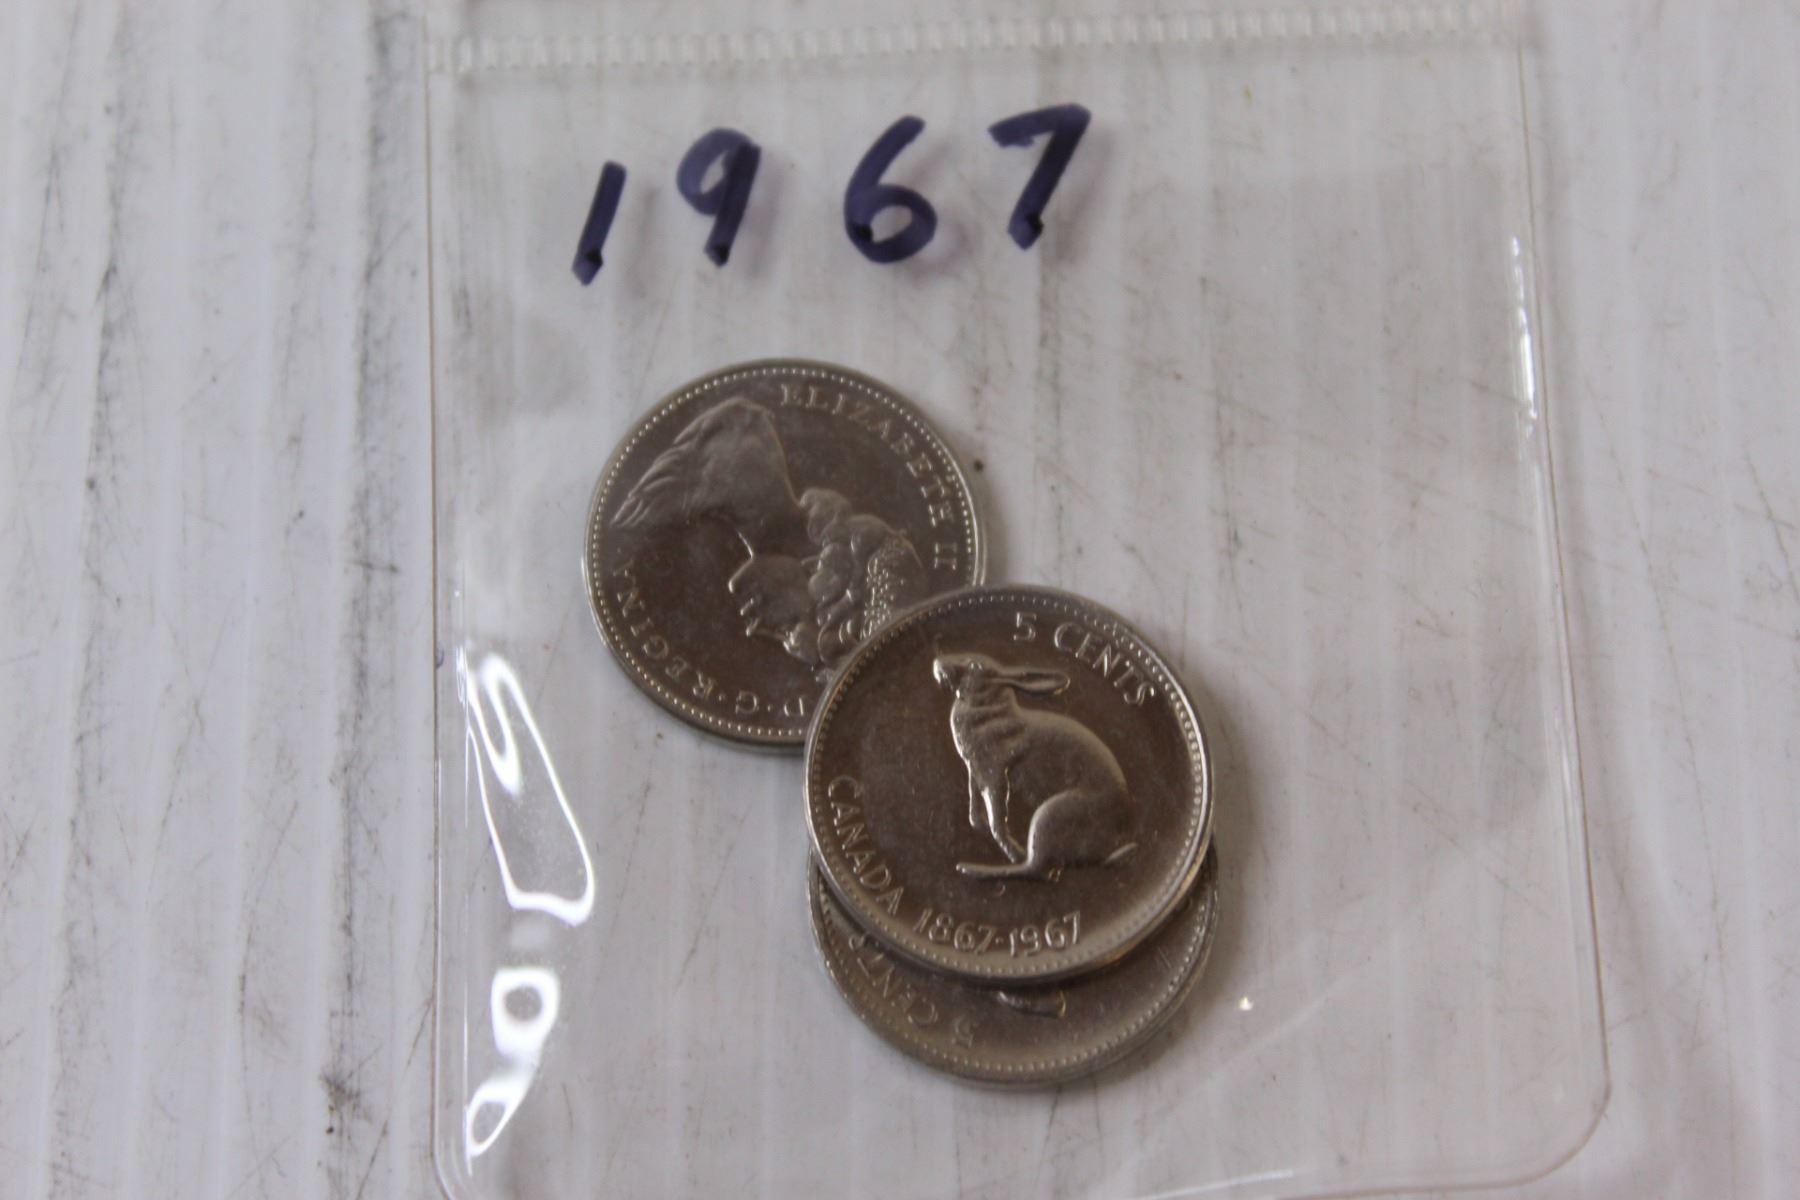 1967
ELIZABETH II D·G·REGINA
5 CENTS
CANADA 1867-1967
5 CENTS